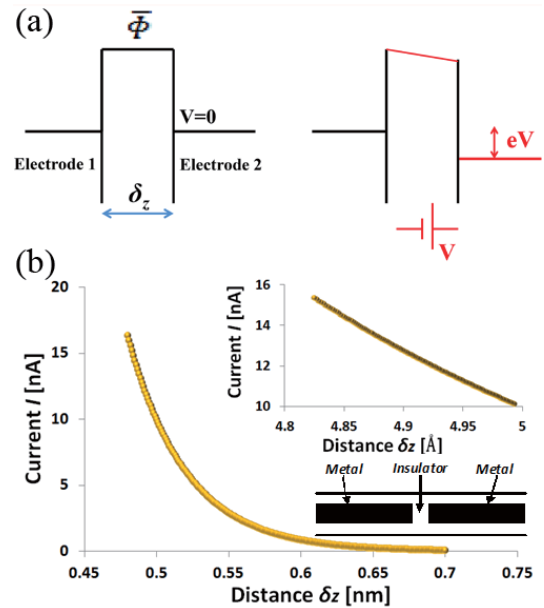 (a)
Φ̅
V=0
Electrode 1
Electrode 2
δz
eV
V
(b)
20
15
10
5
0
Current I [nA]
0.45
0.5
0.55
0.6
0.65
0.7
0.75
Distance δz [nm]
16
14
12
10
Current I [nA]
4.8
4.85
4.9
4.95
5
Distance δz [Å]
Metal
Insulator
Metal